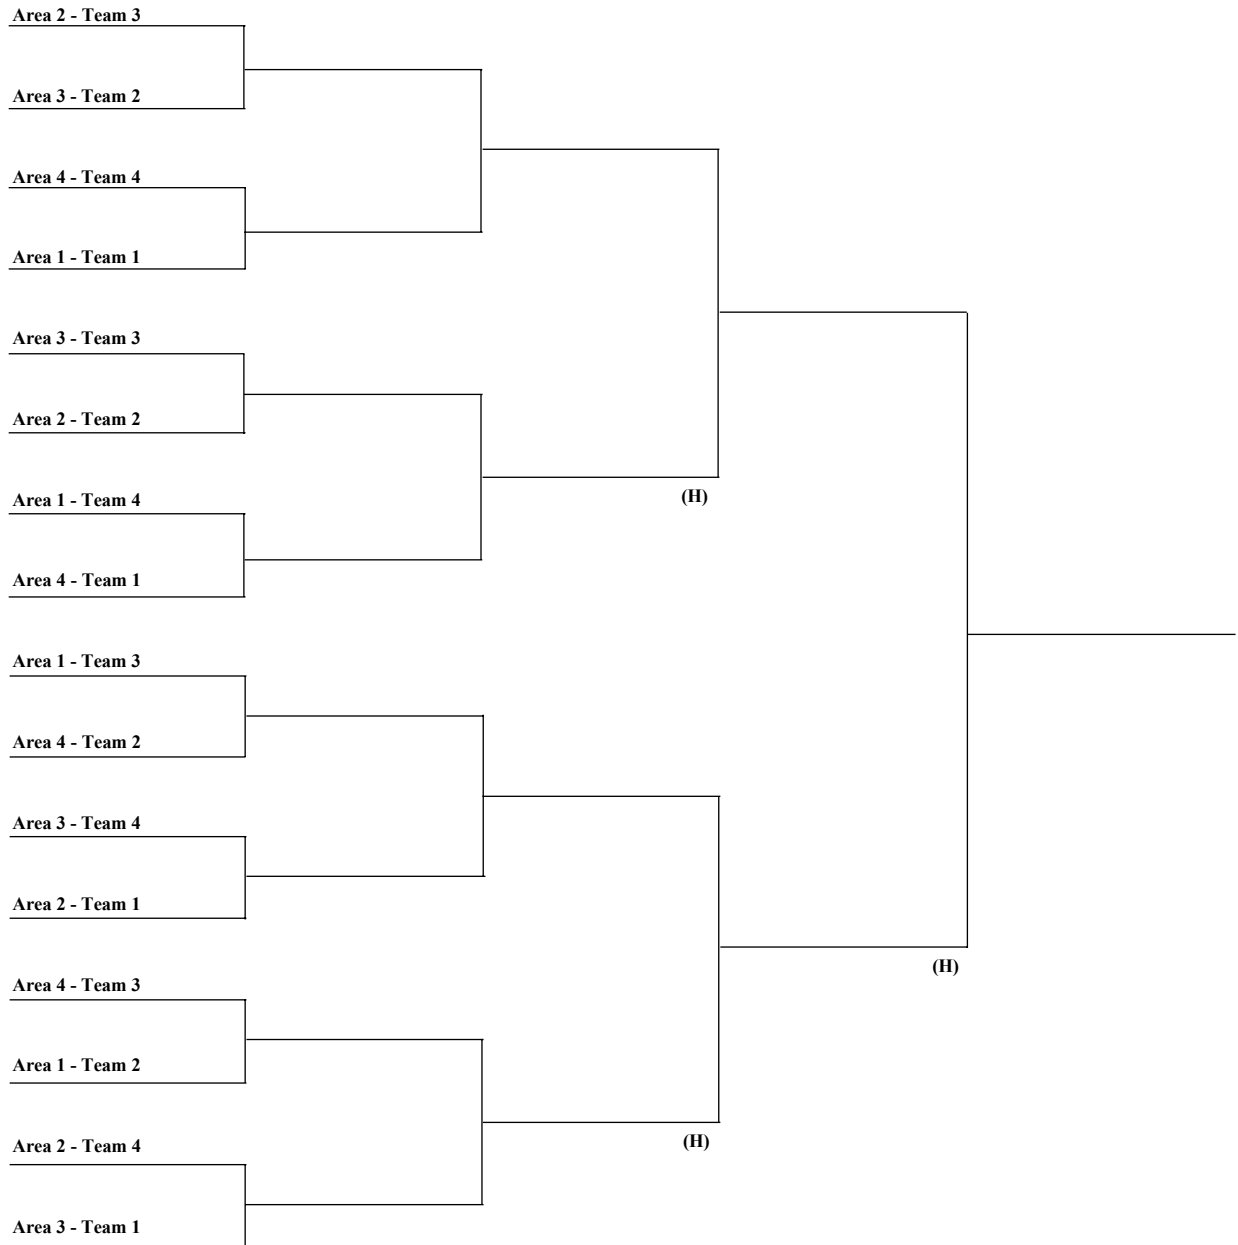 Area 2 - Team 3
Area 3 - Team 2
Area 4 - Team 4
Area 1 - Team 1
Area 3 - Team 3
Area 2 - Team 2
Area 1 - Team 4
(H)
Area 4 - Team 1
Area 1 - Team 3
Area 4 - Team 2
Area 3 - Team 4
Area 2 - Team 1
(H)
Area 4 - Team 3
Area 1 - Team 2
Area 2 - Team 4
(H)
Area 3 - Team 1